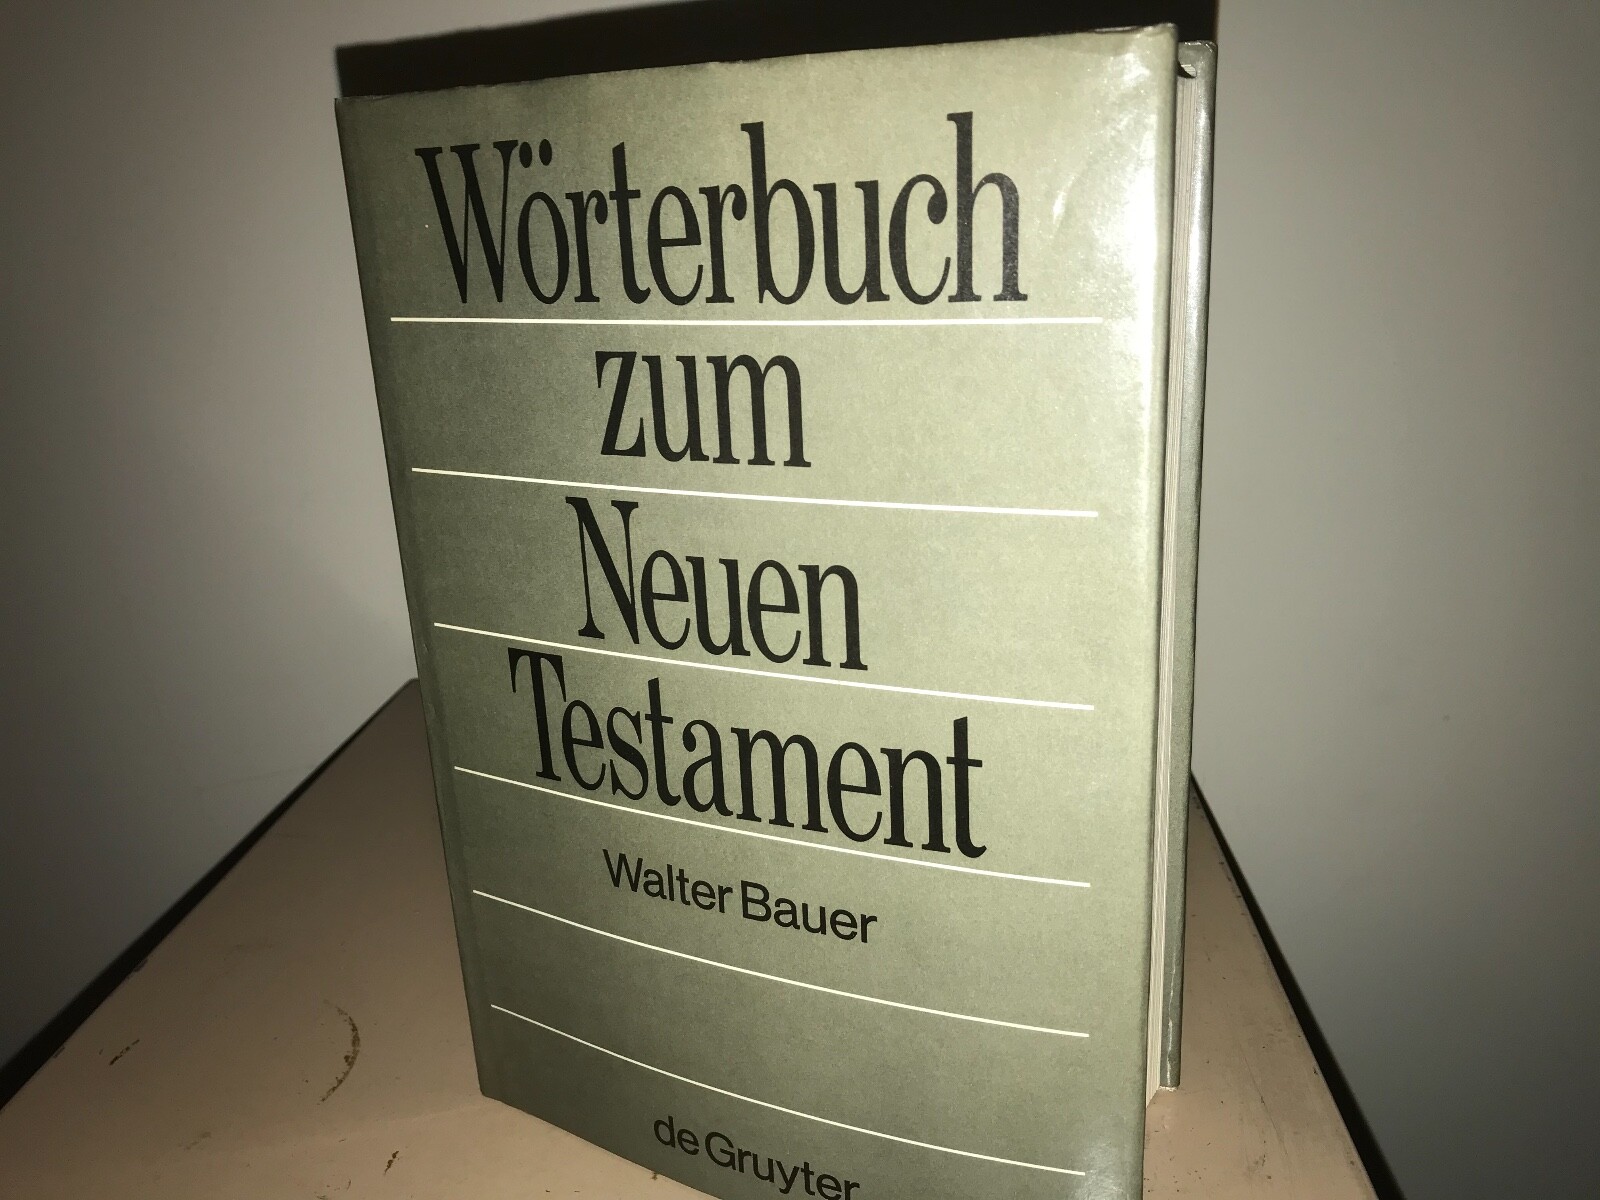 Wörterbuch
zum
Neuen
Testament
Walter Bauer
de Gruyter